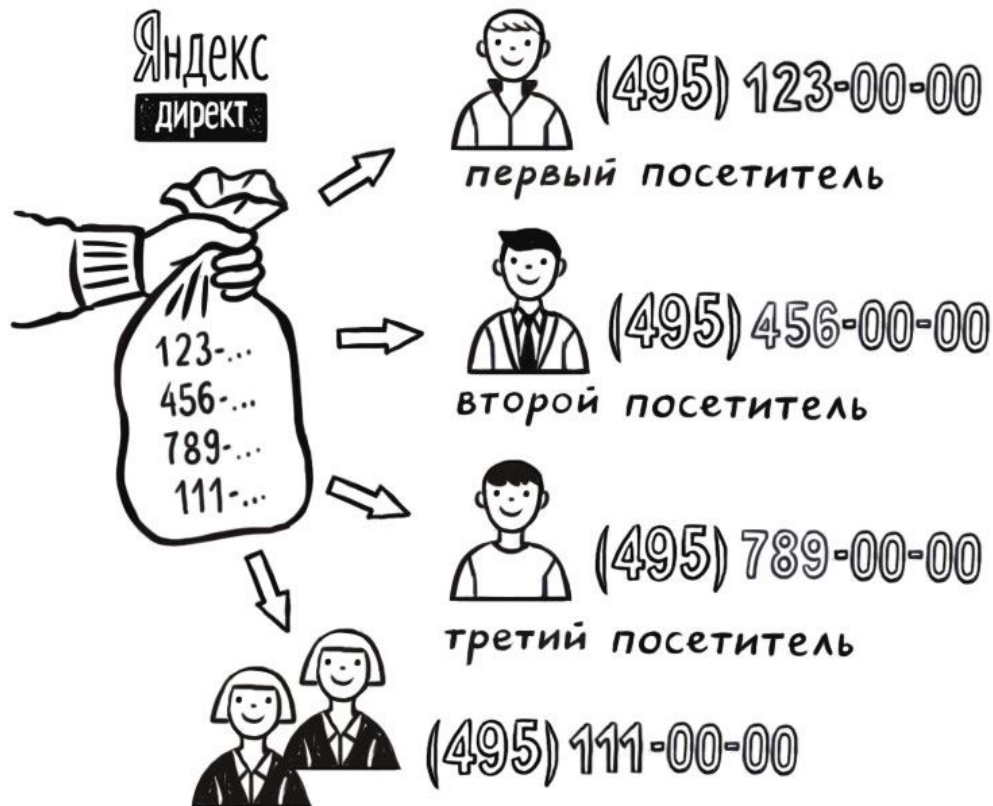 Яндекс
директ
(495) 123-00-00
первый посетитель
123-...
456-...
789-...
111-...
(495) 456-00-00
второй посетитель
(495) 789-00-00
третий посетитель
(495) 111-00-00